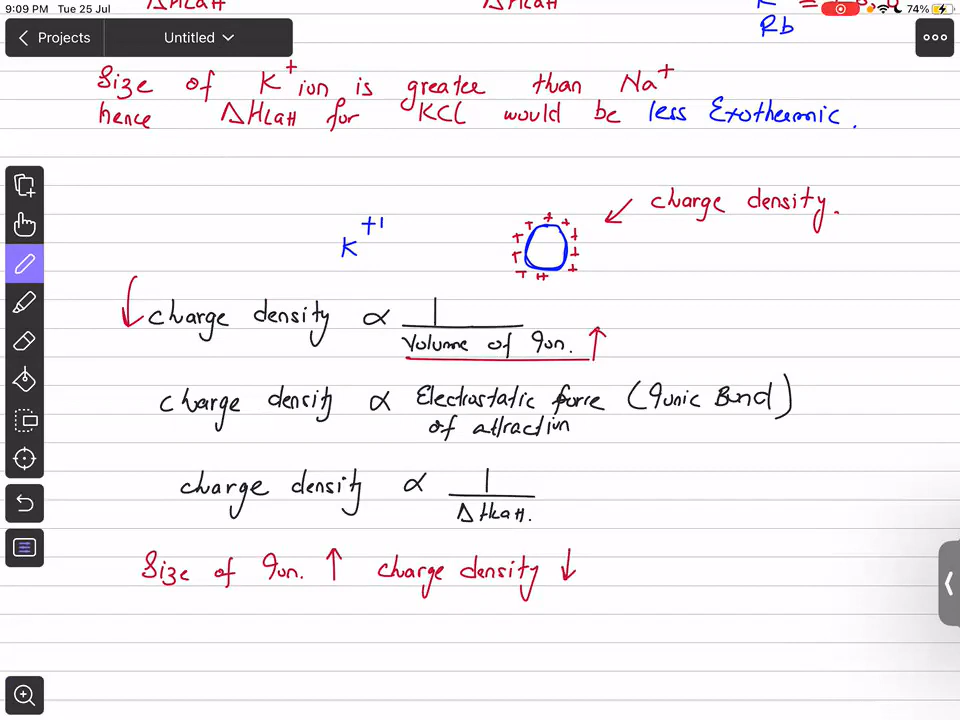 9:09 PM Tue 25 Jul
74%
ΔHLatt
ΔHLatt
Projects
Untitled
Rb
Size of K+ ion is greater than Na+
hence ΔHLatt for KCl would be less Exothermic.
charge density.
K+1
+ + + + + + + + + + +
↓ charge density ∝ 1 / Volume of Ion. ↑
charge density ∝ Electrostatic force (Ionic Bond)
of attraction
charge density ∝ 1 / ΔHLatt.
Size of Ion. ↑ charge density ↓